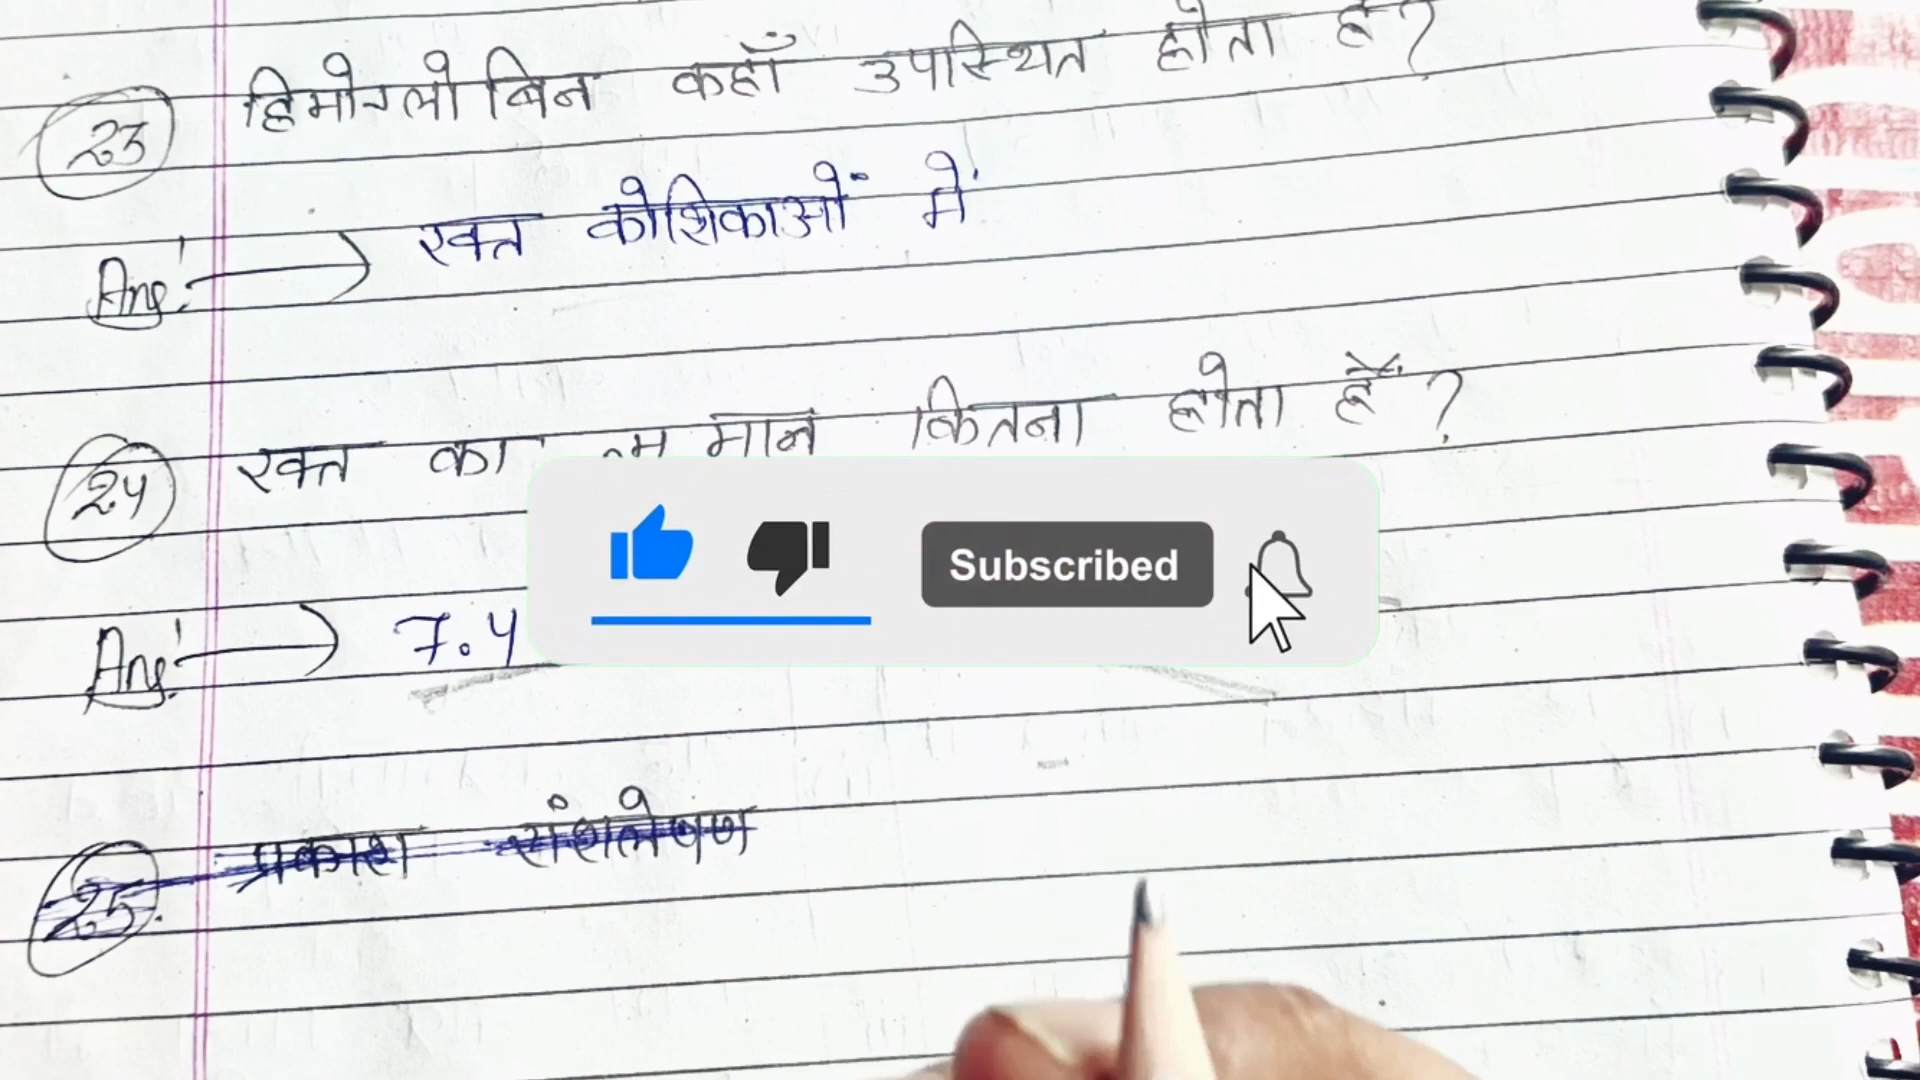 23 हिमोग्लोबिन कहाँ उपस्थित होता है?
Ans: रक्त कोशिकाओं में
24 रक्त का मान कितना होता है?
Subscribed
Ans: 7.4
25. प्रकाश संश्लेषण